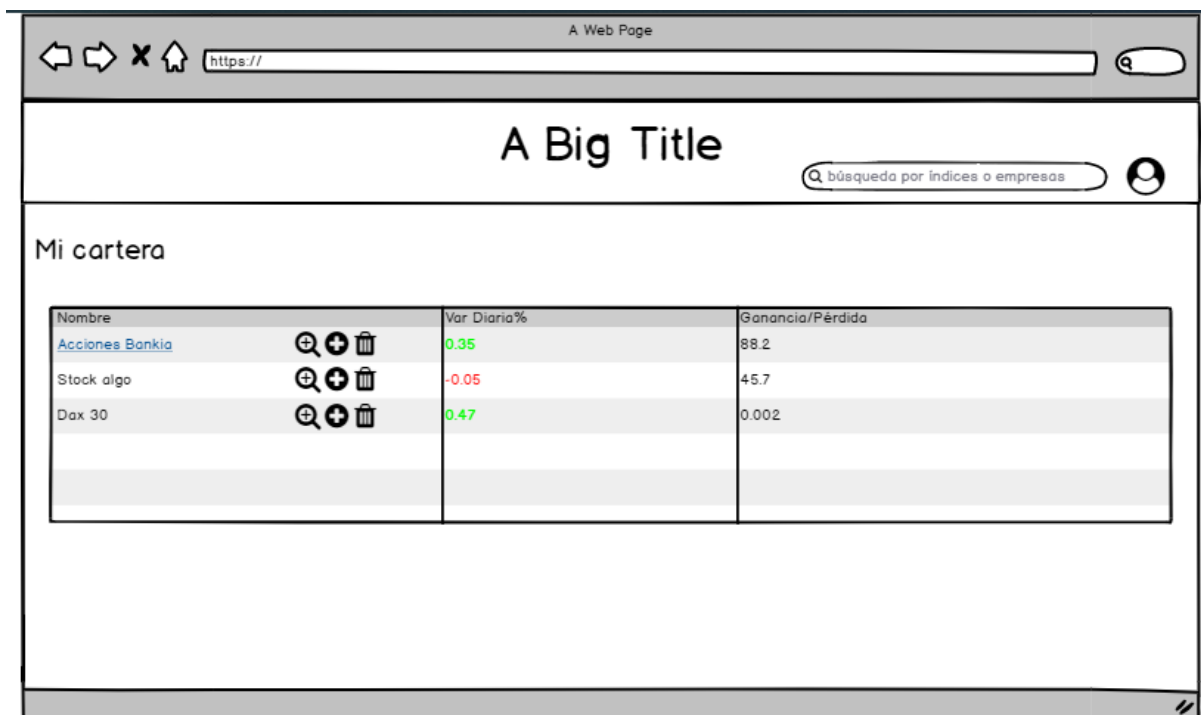 A Web Page
https://
A Big Title
búsqueda por índices o empresas
Mi cartera
Nombre Var Diaria% Ganancia/Pérdida
Acciones Bankia 0.35 88.2
Stock algo -0.05 45.7
Dax 30 0.47 0.002